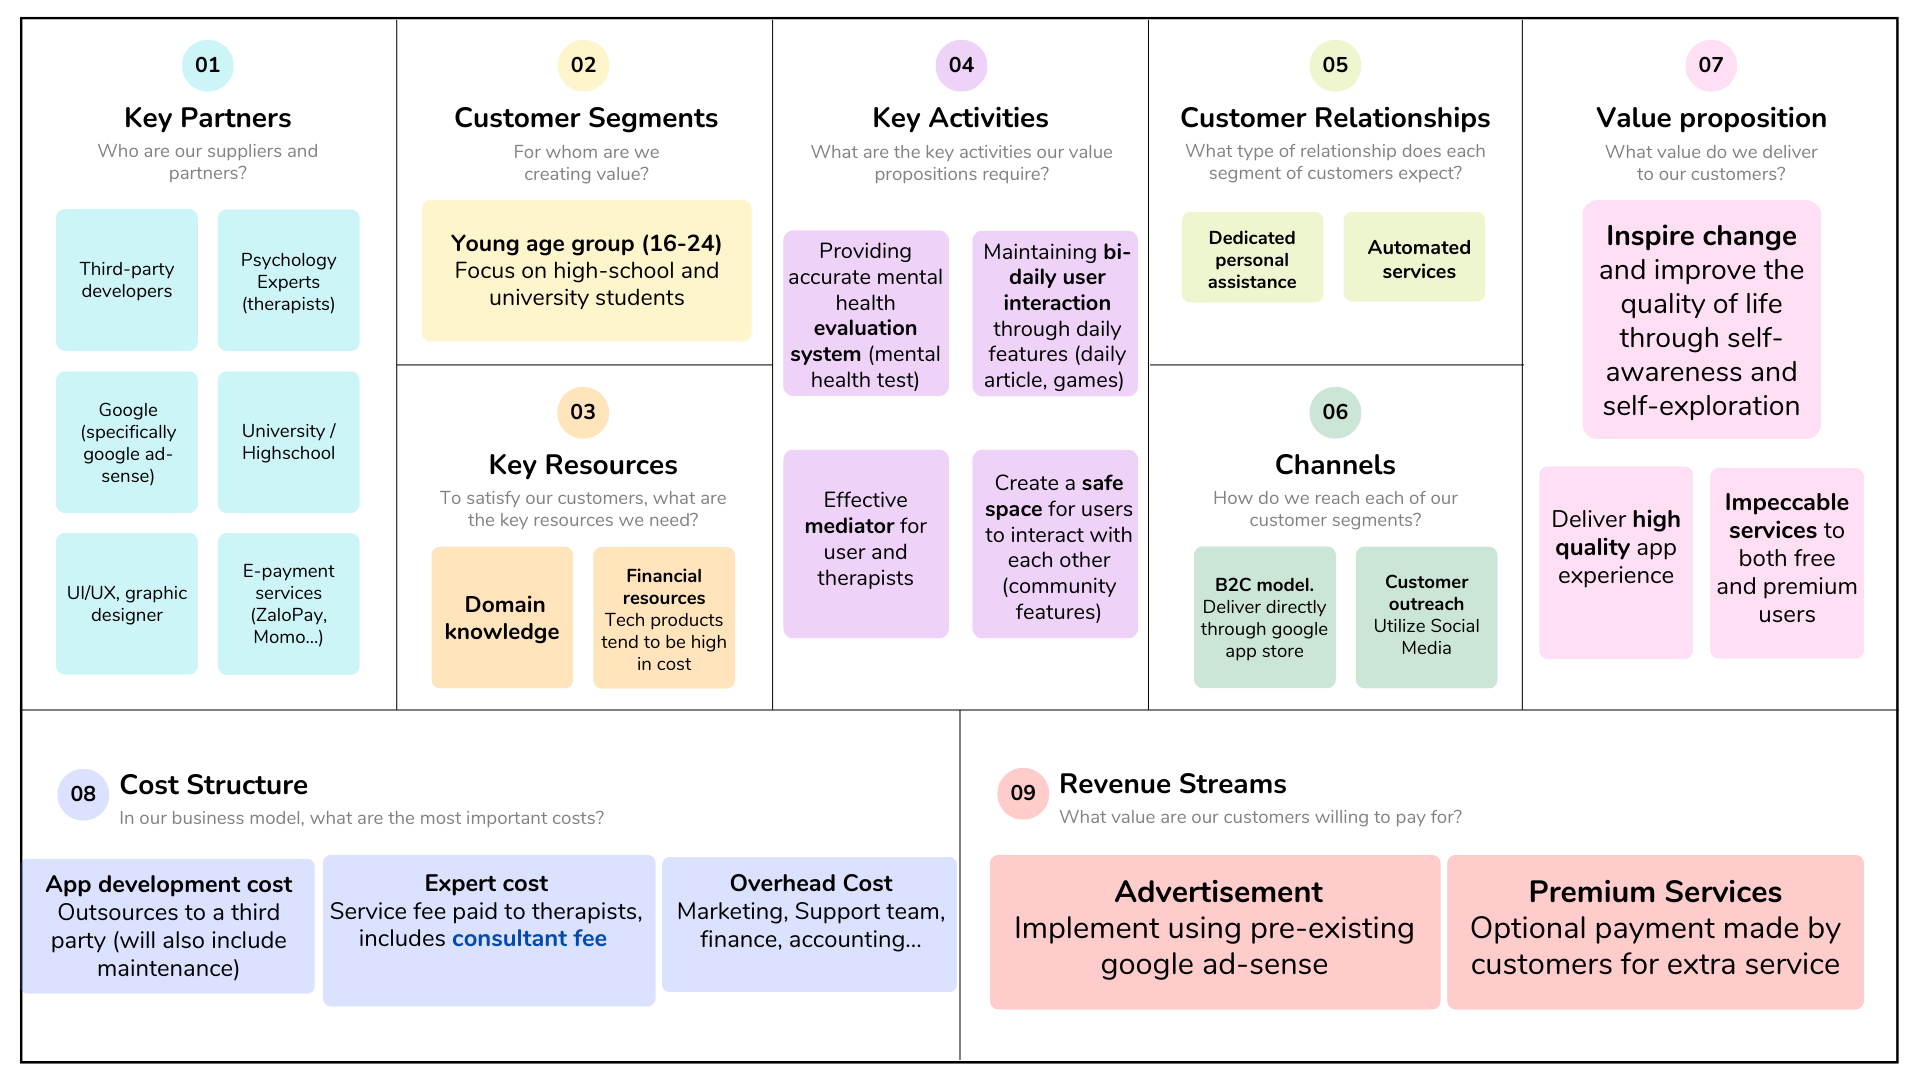 01
Key Partners
Who are our suppliers and
partners?
Third-party
developers
Psychology
Experts
(therapists)
Google
(specifically
google ad-
sense)
University /
Highschool
UI/UX, graphic
designer
E-payment
services
(ZaloPay,
Momo...)
02
Customer Segments
For whom are we
creating value?
Young age group (16-24)
Focus on high-school and
university students
03
Key Resources
To satisfy our customers, what are
the key resources we need?
Domain
knowledge
Financial
resources
Tech products
tend to be high
in cost
04
Key Activities
What are the key activities our value
propositions require?
Providing
accurate mental
health
evaluation
system (mental
health test)
Maintaining bi-
daily user
interaction
through daily
features (daily
article, games)
Effective
mediator for
user and
therapists
Create a safe
space for users
to interact with
each other
(community
features)
05
Customer Relationships
What type of relationship does each
segment of customers expect?
Dedicated
personal
assistance
Automated
services
06
Channels
How do we reach each of our
customer segments?
B2C model.
Deliver directly
through google
app store
Customer
outreach
Utilize Social
Media
07
Value proposition
What value do we deliver
to our customers?
Inspire change
and improve the
quality of life
through self-
awareness and
self-exploration
Deliver high
quality app
experience
Impeccable
services to
both free
and premium
users
08
Cost Structure
In our business model, what are the most important costs?
App development cost
Outsources to a third
party (will also include
maintenance)
Expert cost
Service fee paid to therapists,
includes consultant fee
Overhead Cost
Marketing, Support team,
finance, accounting...
09
Revenue Streams
What value are our customers willing to pay for?
Advertisement
Implement using pre-existing
google ad-sense
Premium Services
Optional payment made by
customers for extra service